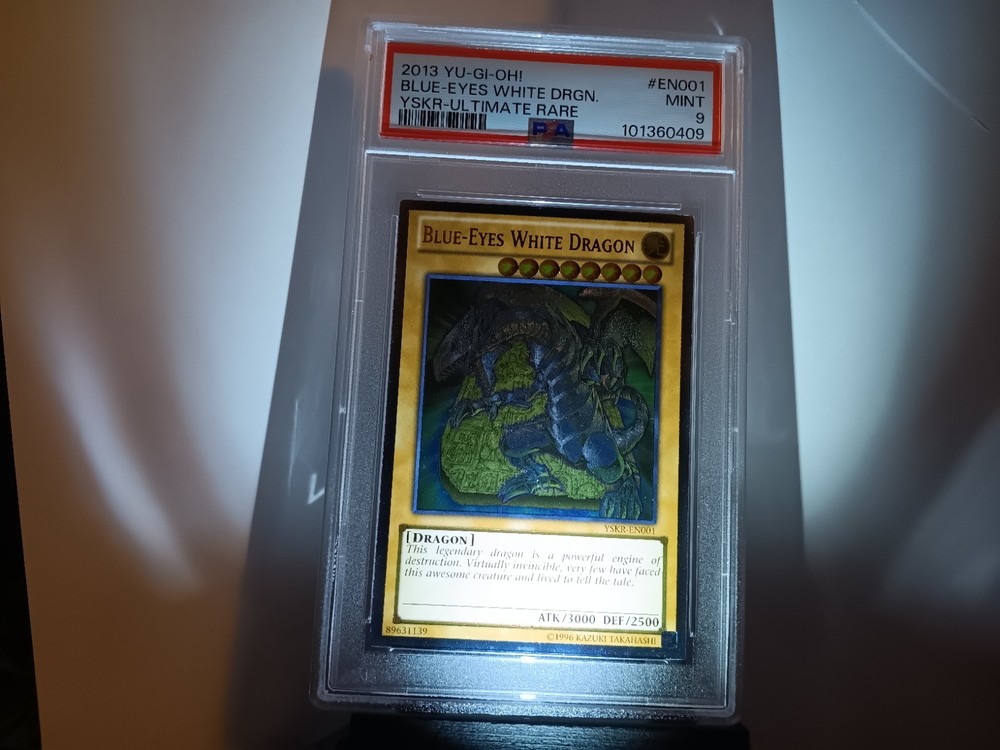 2013 YU-GI-OH!
#EN001
BLUE-EYES WHITE DRGN.
MINT
YSKR-ULTIMATE RARE
9
PSA
101360409
BLUE-EYES WHITE DRAGON
YSKR-EN001
[DRAGON]
This legendary dragon is a powerful engine of
destruction. Virtually invincible, very few have faced
this awesome creature and lived to tell the tale.
ATK/3000 DEF/2500
89631139
©1996 KAZUKI TAKAHASHI